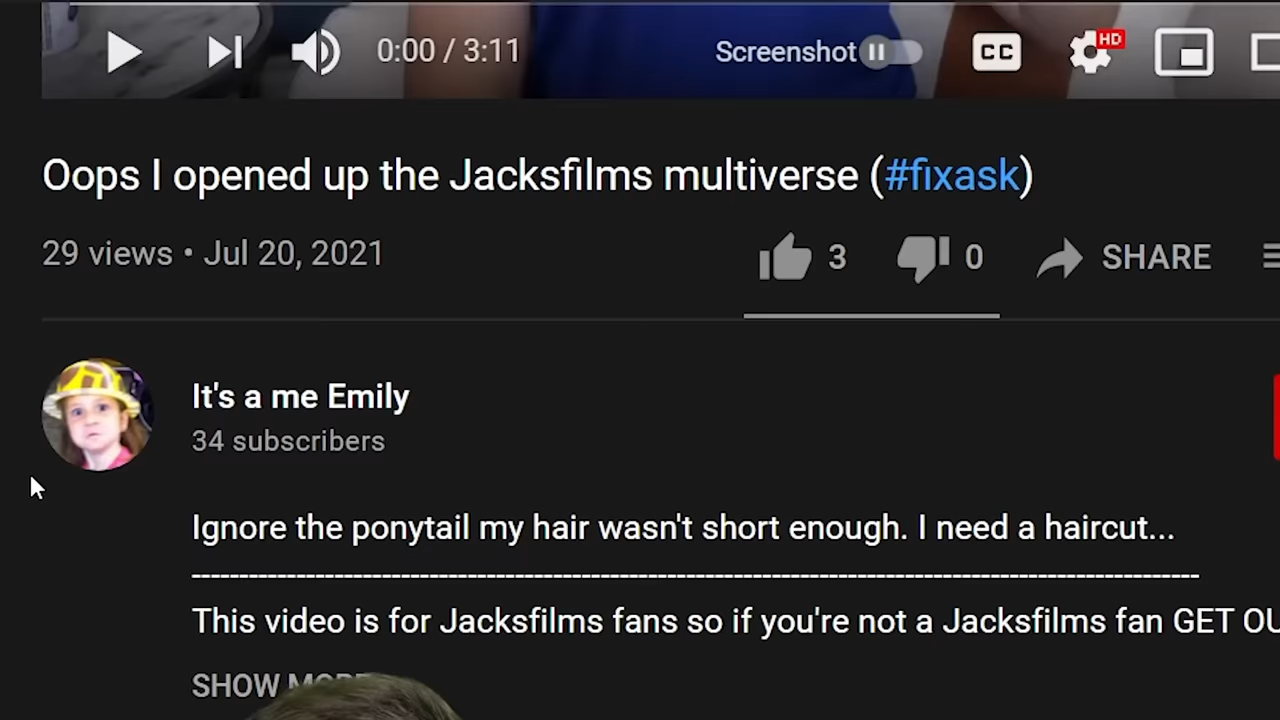 0:00 / 3:11 Screenshot CC HD
Oops I opened up the Jacksfilms multiverse (#fixask)
29 views • Jul 20, 2021 3 0 SHARE
It's a me Emily
34 subscribers
Ignore the ponytail my hair wasn't short enough. I need a haircut...
--------------------------------------------------------------------------------------------------------------
This video is for Jacksfilms fans so if you're not a Jacksfilms fan GET OU
SHOW MORE